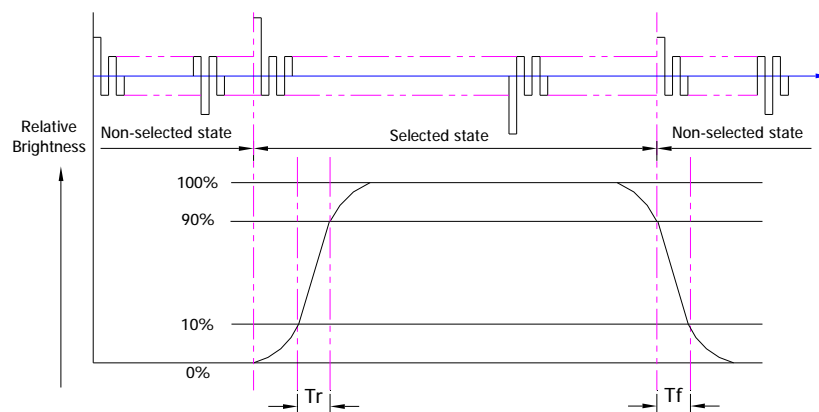 Non-selected state
Selected state
Non-selected state
Relative
Brightness
100%
90%
10%
0%
Tr
Tf